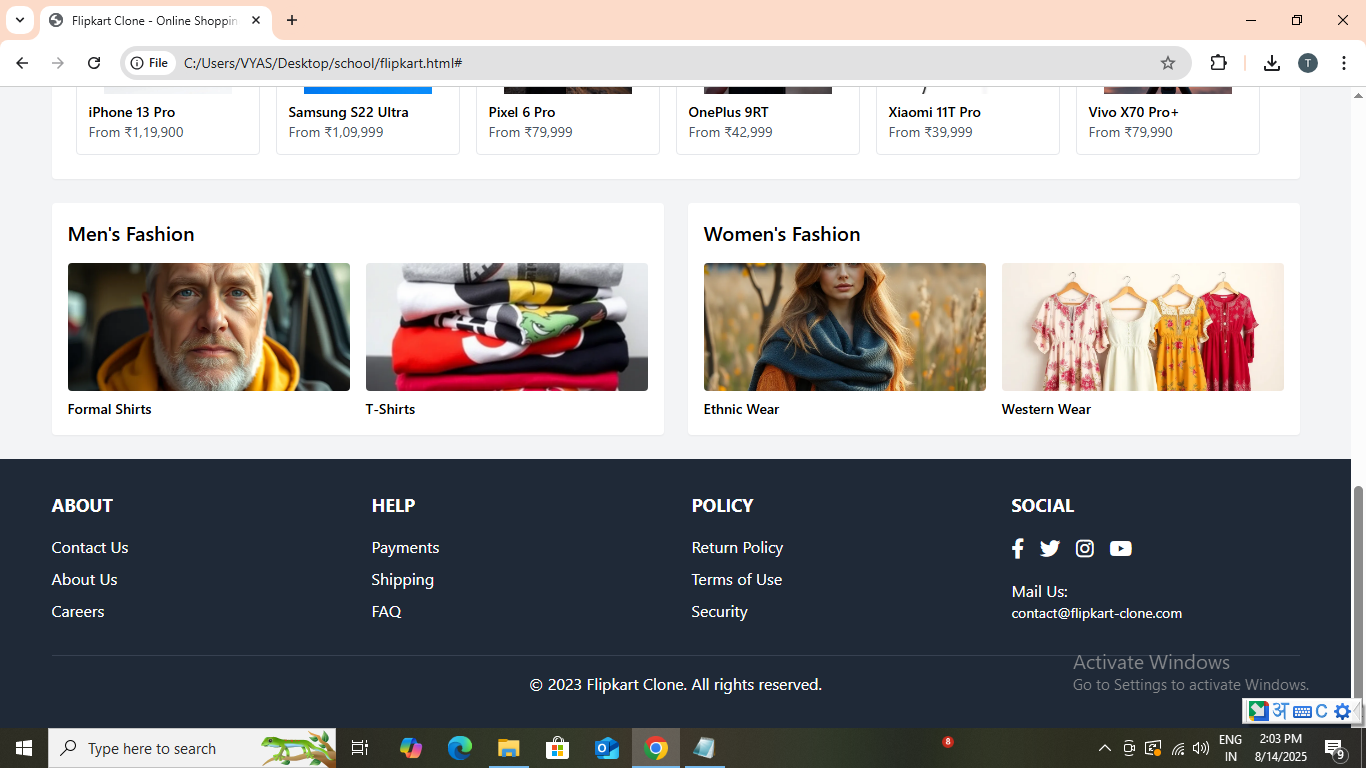 Flipkart Clone - Online Shoppin
File C:/Users/VYAS/Desktop/school/flipkart.html#
T
iPhone 13 Pro
From ₹1,19,900
Samsung S22 Ultra
From ₹1,09,999
Pixel 6 Pro
From ₹79,999
OnePlus 9RT
From ₹42,999
Xiaomi 11T Pro
From ₹39,999
Vivo X70 Pro+
From ₹79,990
Men's Fashion
Formal Shirts
T-Shirts
Women's Fashion
Ethnic Wear
Western Wear
ABOUT
Contact Us
About Us
Careers
HELP
Payments
Shipping
FAQ
POLICY
Return Policy
Terms of Use
Security
SOCIAL
Mail Us:
contact@flipkart-clone.com
© 2023 Flipkart Clone. All rights reserved.
Activate Windows
Go to Settings to activate Windows.
अ C
Type here to search
8
ENG
IN
2:03 PM
8/14/2025
9